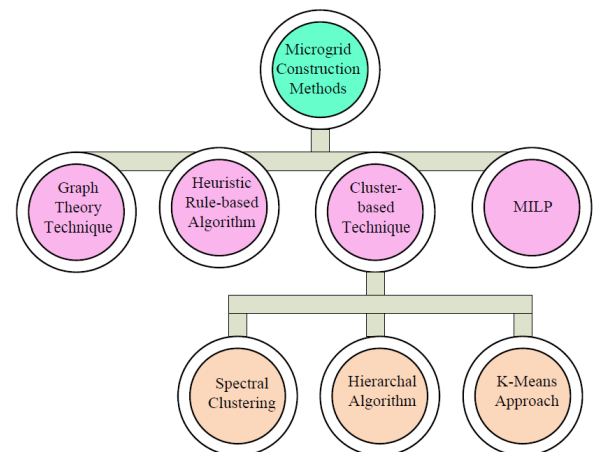 Microgrid
Construction
Methods
Graph
Theory
Technique
Heuristic
Rule-based
Algorithm
Cluster-
based
Technique
MILP
Spectral
Clustering
Hierarchal
Algorithm
K-Means
Approach